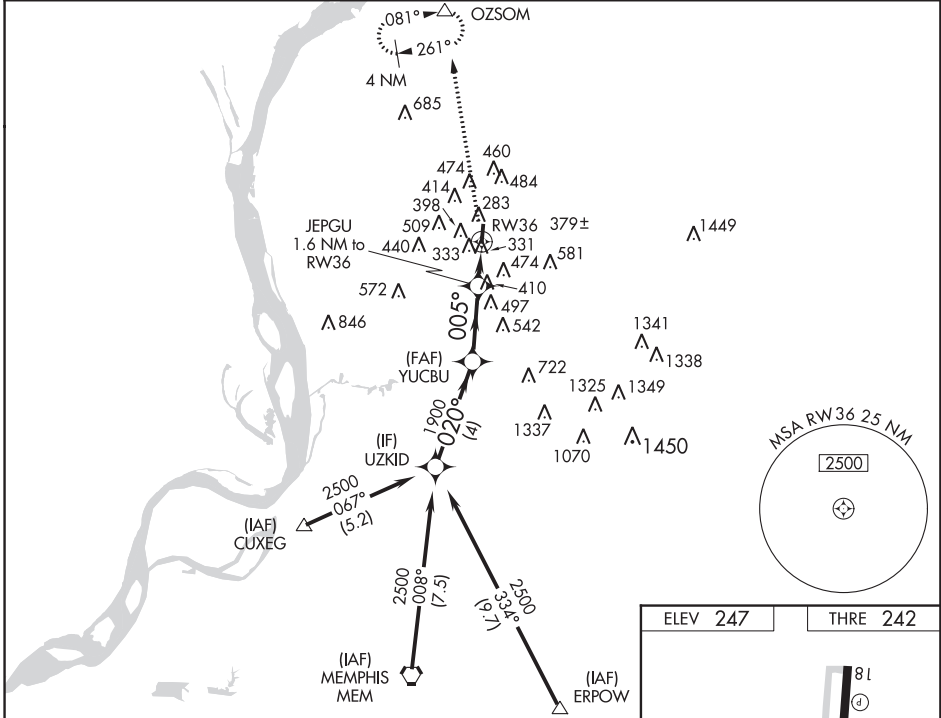 081°
OZSOM
261°
4 NM
685
460
474
484
414
398
283
509
RW36
379±
1449
JEPGU
1.6 NM to
RW36
440
333
331
474
581
572
410
497
846
005°
542
1341
1338
(FAF)
YUCBU
722
1325
1349
1900
020°
(4)
1337
1070
1450
MSA RW36 25 NM
2500
(IF)
UZKID
2500
067°
(5.2)
(IAF)
CUXEG
2500
008°
(7.5)
2500
334°
(9.7)
(IAF)
MEMPHIS
MEM
(IAF)
ERPOW
ELEV 247
THRE 242
18
P